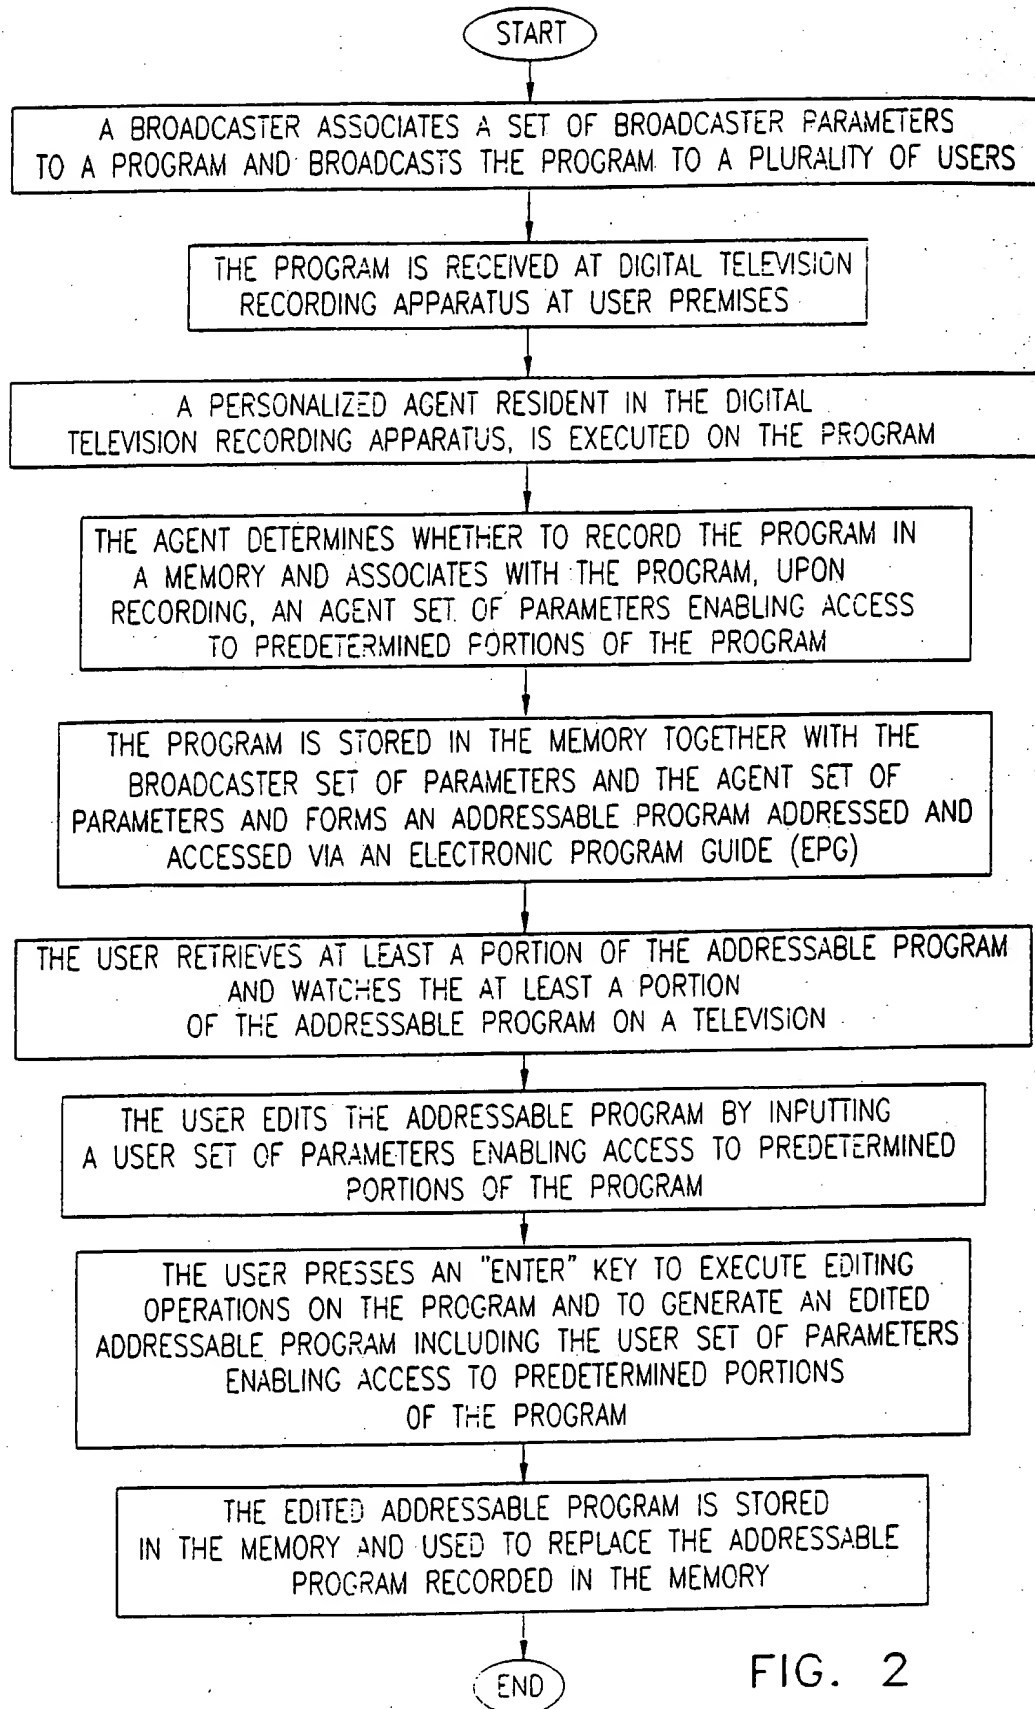 START
A BROADCASTER ASSOCIATES A SET OF BROADCASTER PARAMETERS
TO A PROGRAM AND BROADCASTS THE PROGRAM TO A PLURALITY OF USERS
THE PROGRAM IS RECEIVED AT DIGITAL TELEVISION
RECORDING APPARATUS AT USER PREMISES
A PERSONALIZED AGENT RESIDENT IN THE DIGITAL
TELEVISION RECORDING APPARATUS, IS EXECUTED ON THE PROGRAM
THE AGENT DETERMINES WHETHER TO RECORD THE PROGRAM IN
A MEMORY AND ASSOCIATES WITH THE PROGRAM, UPON
RECORDING, AN AGENT SET OF PARAMETERS ENABLING ACCESS
TO PREDETERMINED PORTIONS OF THE PROGRAM
THE PROGRAM IS STORED IN THE MEMORY TOGETHER WITH THE
BROADCASTER SET OF PARAMETERS AND THE AGENT SET OF
PARAMETERS AND FORMS AN ADDRESSABLE PROGRAM ADDRESSED AND
ACCESSED VIA AN ELECTRONIC PROGRAM GUIDE (EPG)
THE USER RETRIEVES AT LEAST A PORTION OF THE ADDRESSABLE PROGRAM
AND WATCHES THE AT LEAST A PORTION
OF THE ADDRESSABLE PROGRAM ON A TELEVISION
THE USER EDITS THE ADDRESSABLE PROGRAM BY INPUTTING
A USER SET OF PARAMETERS ENABLING ACCESS TO PREDETERMINED
PORTIONS OF THE PROGRAM
THE USER PRESSES AN "ENTER" KEY TO EXECUTE EDITING
OPERATIONS ON THE PROGRAM AND TO GENERATE AN EDITED
ADDRESSABLE PROGRAM INCLUDING THE USER SET OF PARAMETERS
ENABLING ACCESS TO PREDETERMINED PORTIONS
OF THE PROGRAM
THE EDITED ADDRESSABLE PROGRAM IS STORED
IN THE MEMORY AND USED TO REPLACE THE ADDRESSABLE
PROGRAM RECORDED IN THE MEMORY
END
FIG. 2